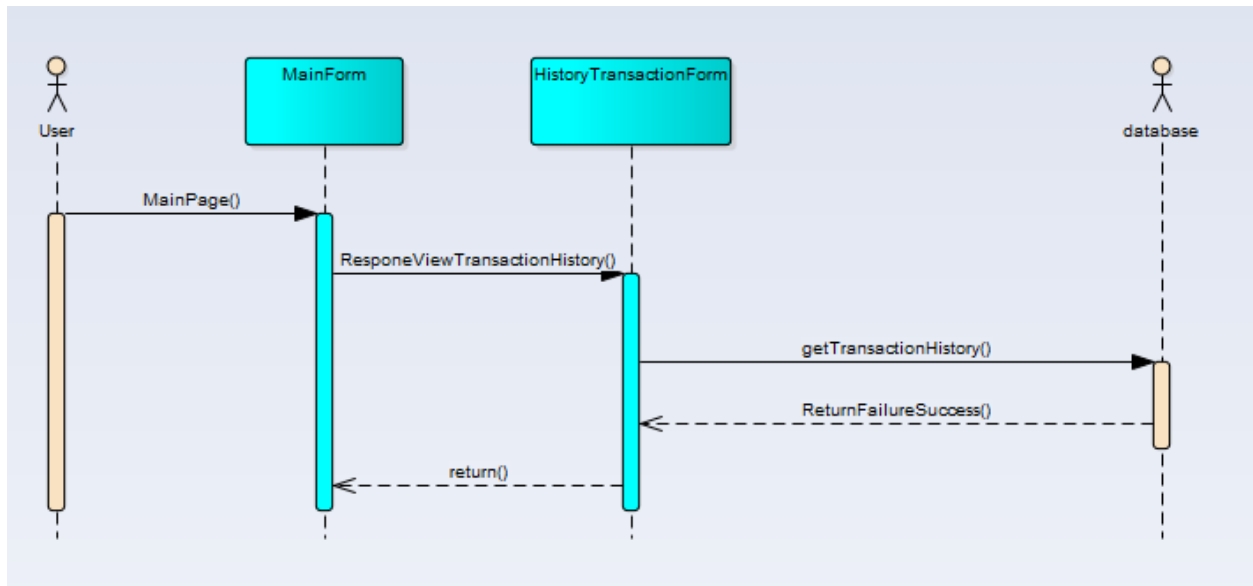 MainForm
HistoryTransactionForm
User
database
MainPage()
ResponeViewTransactionHistory()
getTransactionHistory()
ReturnFailureSuccess()
return()